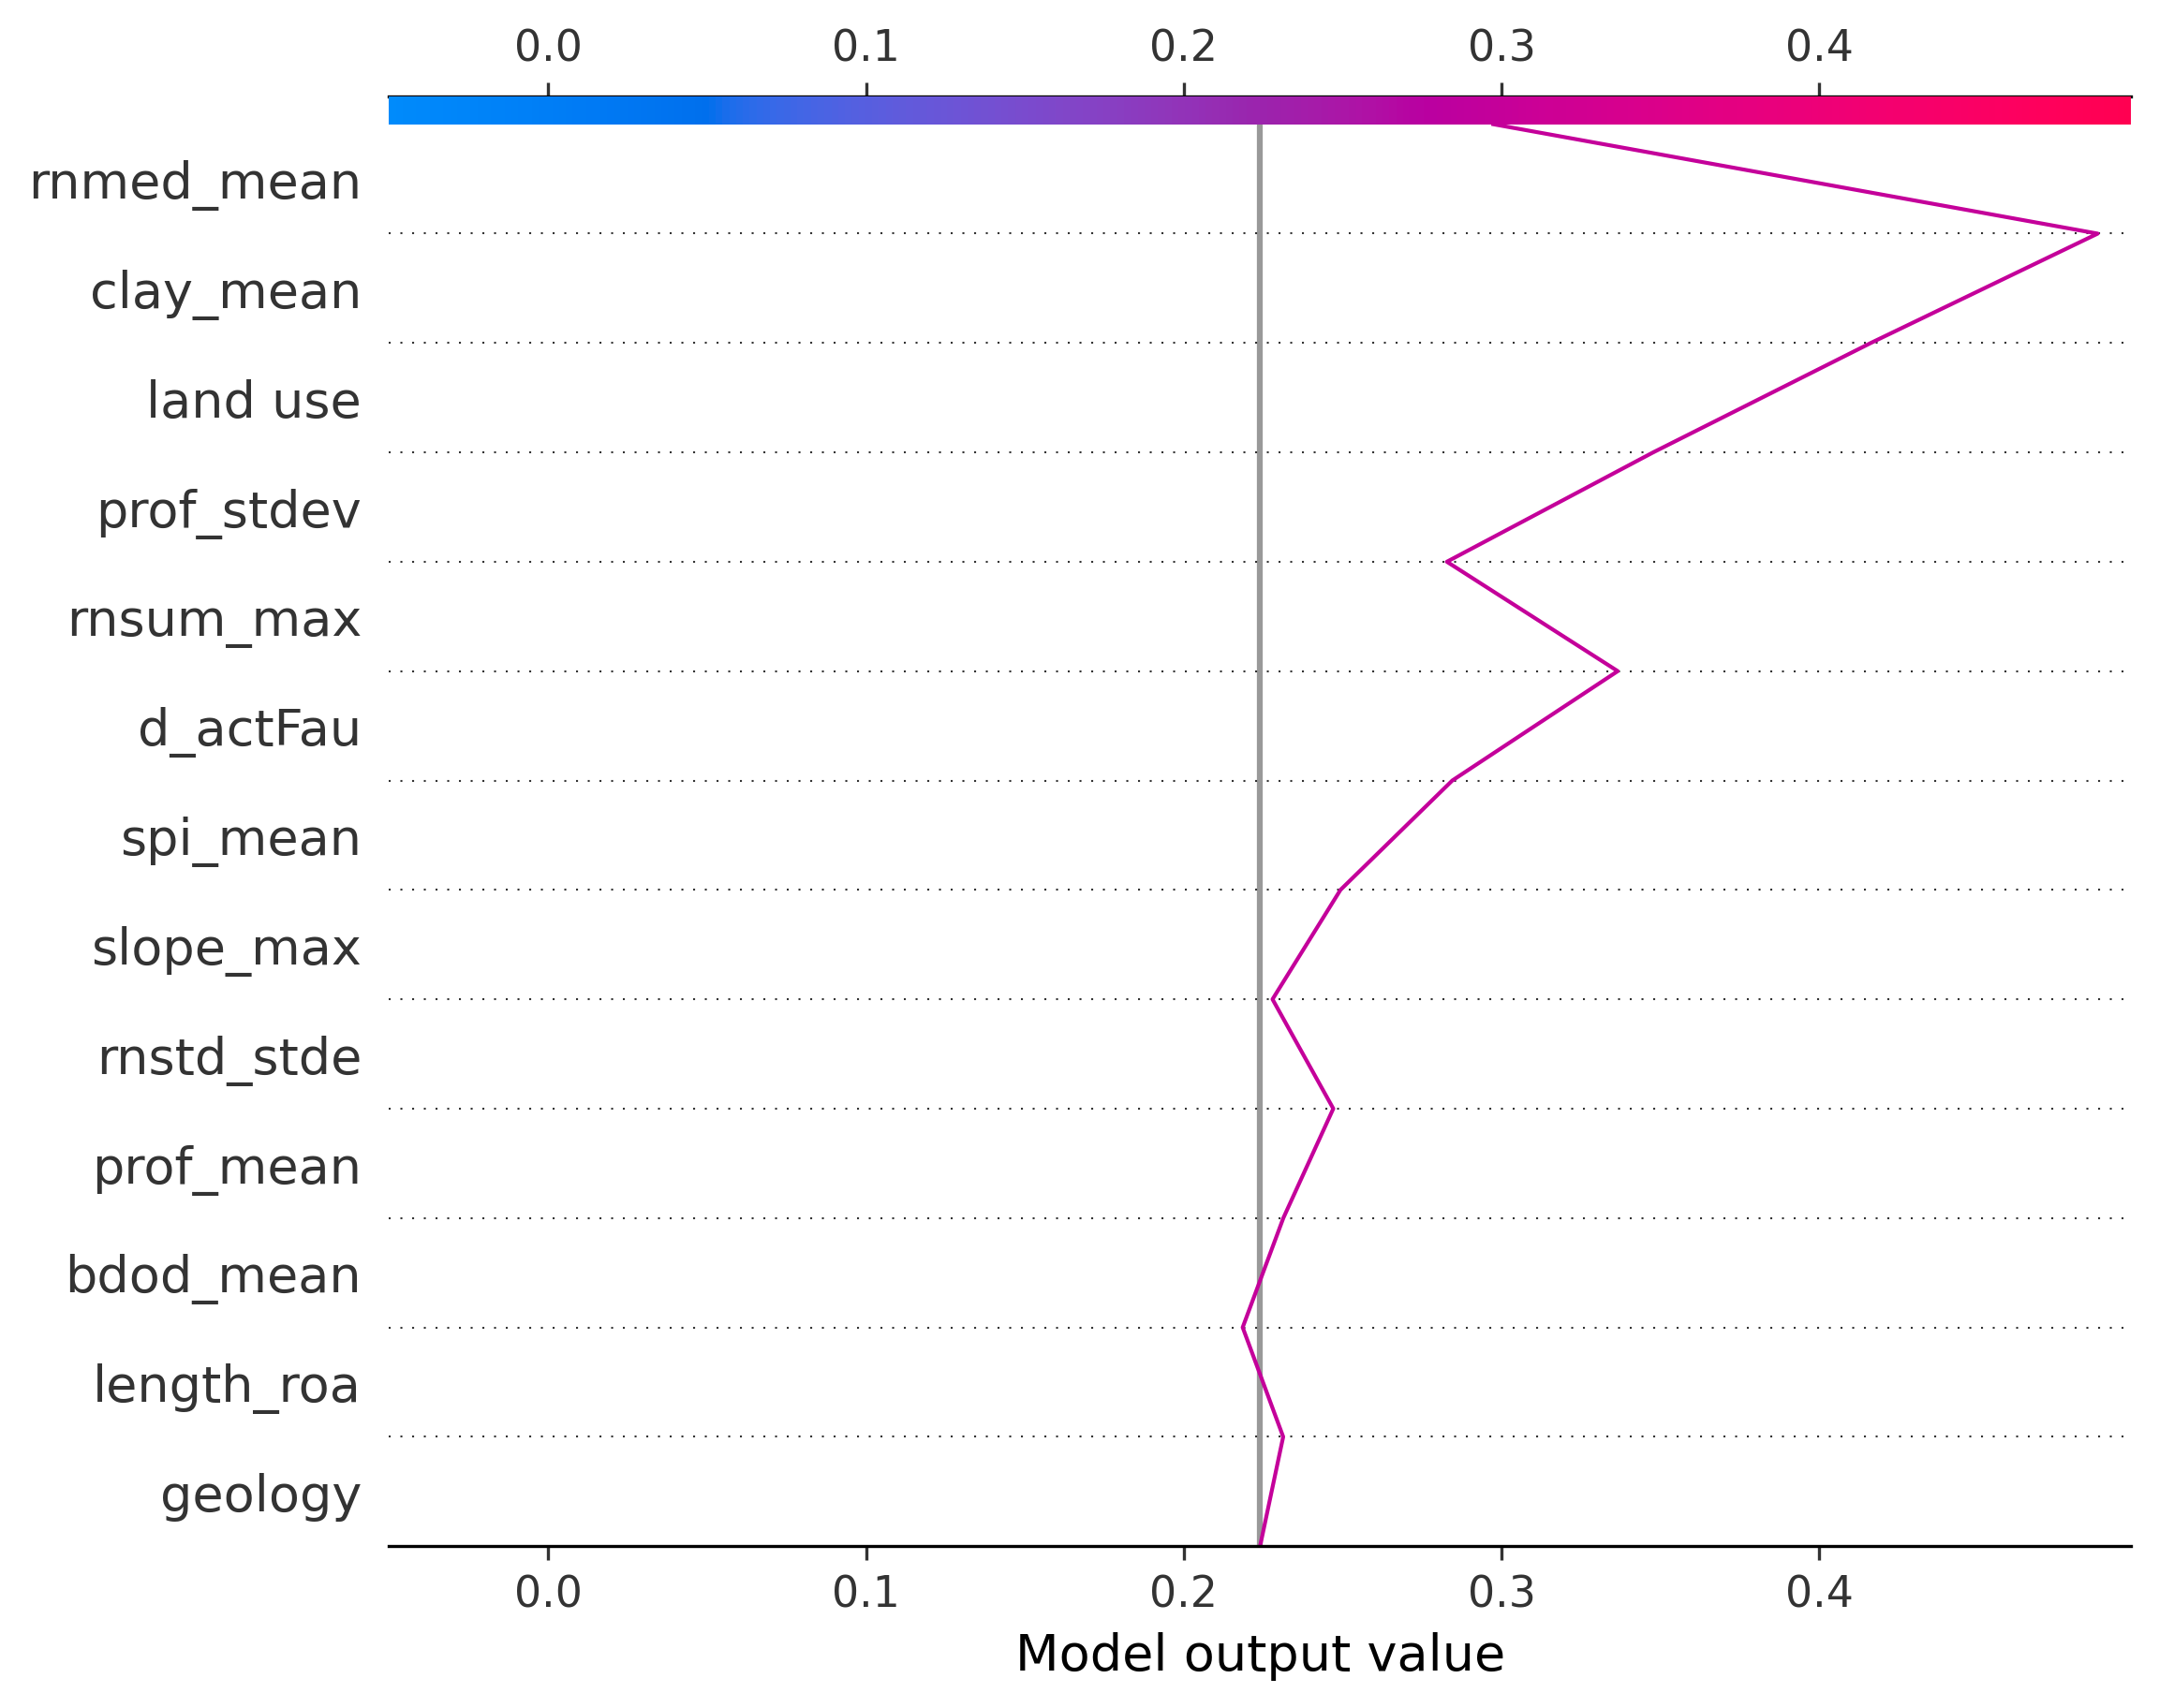 0.0 0.1 0.2 0.3 0.4
rnmed_mean
clay_mean
land use
prof_stdev
rnsum_max
d_actFau
spi_mean
slope_max
rnstd_stde
prof_mean
bdod_mean
length_roa
geology
0.0 0.1 0.2 0.3 0.4
Model output value